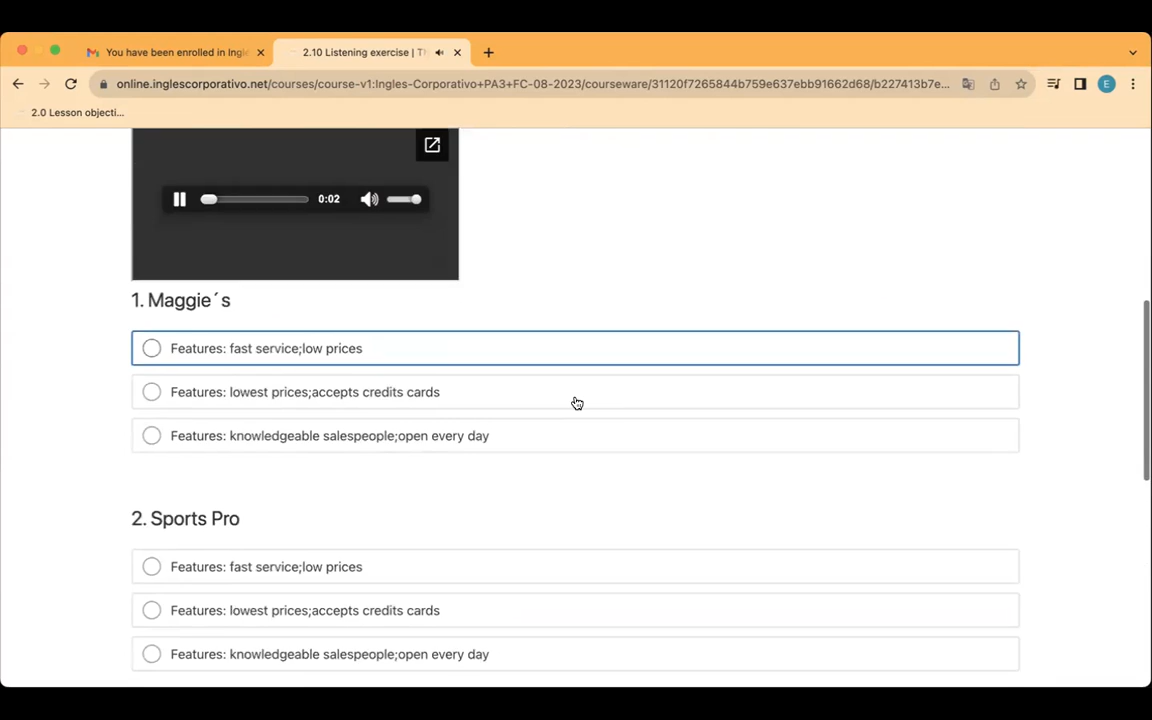 You have been enrolled in Ingl
2.10 Listening exercise | Th
online.inglescorporativo.net/courses/course-v1:Ingles-Corporativo+PA3+FC-08-2023/courseware/31120f7265844b759e637ebb91662d68/b227413b7e...
E
2.0 Lesson objecti...
0:02
1. Maggie´s
Features: fast service;low prices
Features: lowest prices;accepts credits cards
Features: knowledgeable salespeople;open every day
2. Sports Pro
Features: fast service;low prices
Features: lowest prices;accepts credits cards
Features: knowledgeable salespeople;open every day